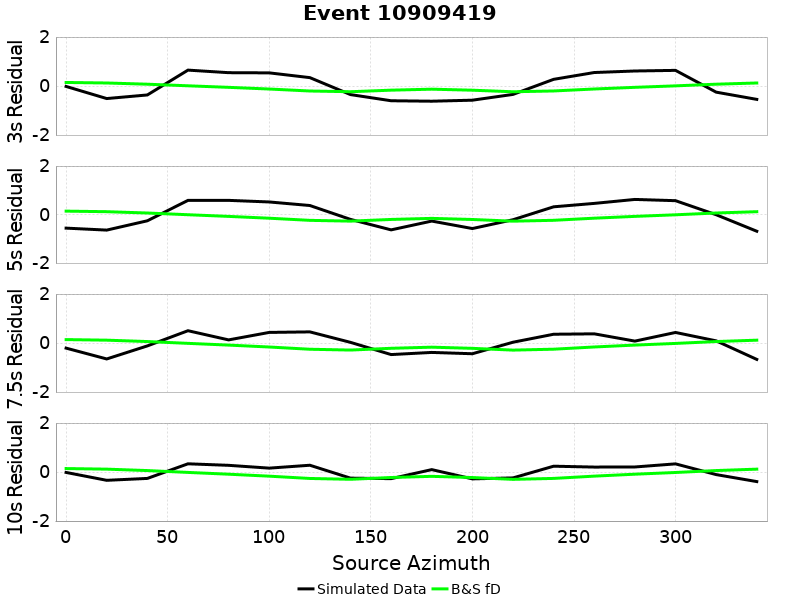 Event 10909419
3s Residual
2
0
-2
5s Residual
2
0
-2
7.5s Residual
2
0
-2
10s Residual
2
0
-2
0 50 100 150 200 250 300
Source Azimuth
Simulated Data B&S fD